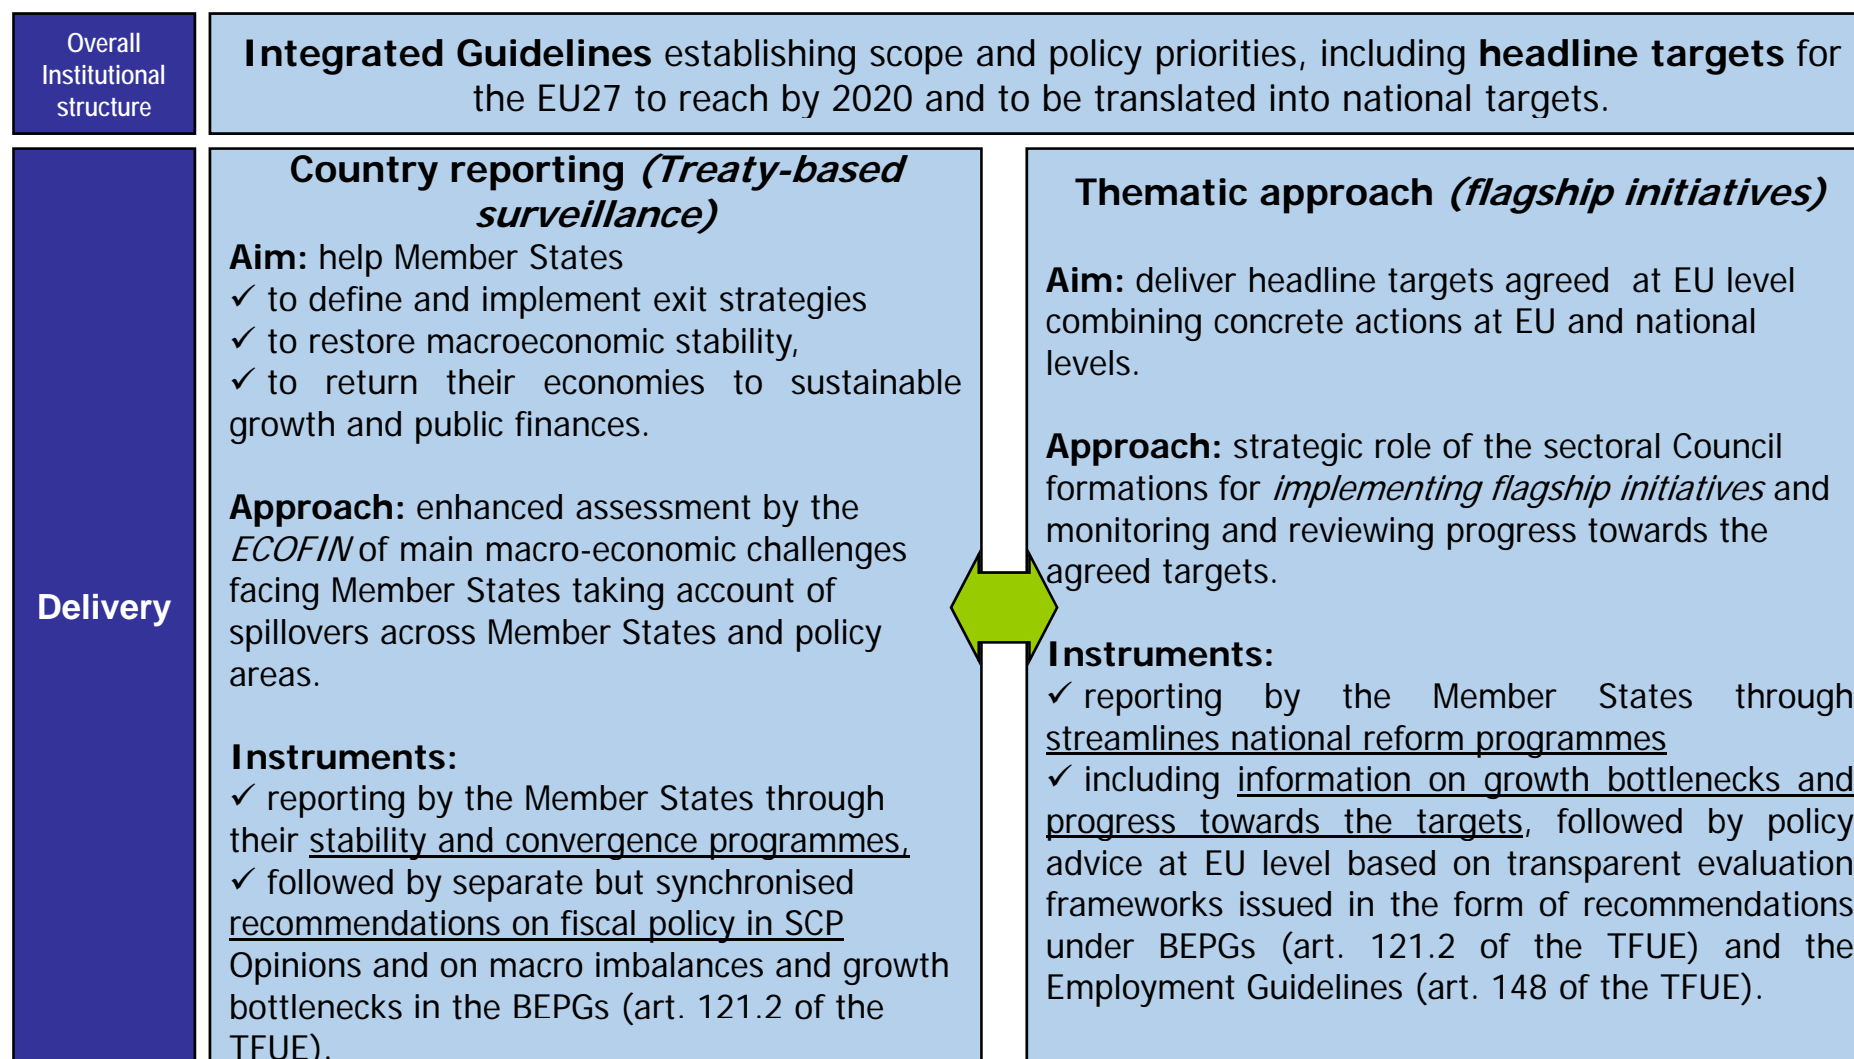 Overall
Institutional
structure
Integrated Guidelines establishing scope and policy priorities, including headline targets for
the EU27 to reach by 2020 and to be translated into national targets.
Delivery
Country reporting (Treaty-based
surveillance)
Aim: help Member States
✓ to define and implement exit strategies
✓ to restore macroeconomic stability,
✓ to return their economies to sustainable
growth and public finances.
Approach: enhanced assessment by the
ECOFIN of main macro-economic challenges
facing Member States taking account of
spillovers across Member States and policy
areas.
Instruments:
✓ reporting by the Member States through
their stability and convergence programmes,
✓ followed by separate but synchronised
recommendations on fiscal policy in SCP
Opinions and on macro imbalances and growth
bottlenecks in the BEPGs (art. 121.2 of the
TFUE).
Thematic approach (flagship initiatives)
Aim: deliver headline targets agreed at EU level
combining concrete actions at EU and national
levels.
Approach: strategic role of the sectoral Council
formations for implementing flagship initiatives and
monitoring and reviewing progress towards the
agreed targets.
Instruments:
✓ reporting by the Member States through
streamlines national reform programmes
✓ including information on growth bottlenecks and
progress towards the targets, followed by policy
advice at EU level based on transparent evaluation
frameworks issued in the form of recommendations
under BEPGs (art. 121.2 of the TFUE) and the
Employment Guidelines (art. 148 of the TFUE).